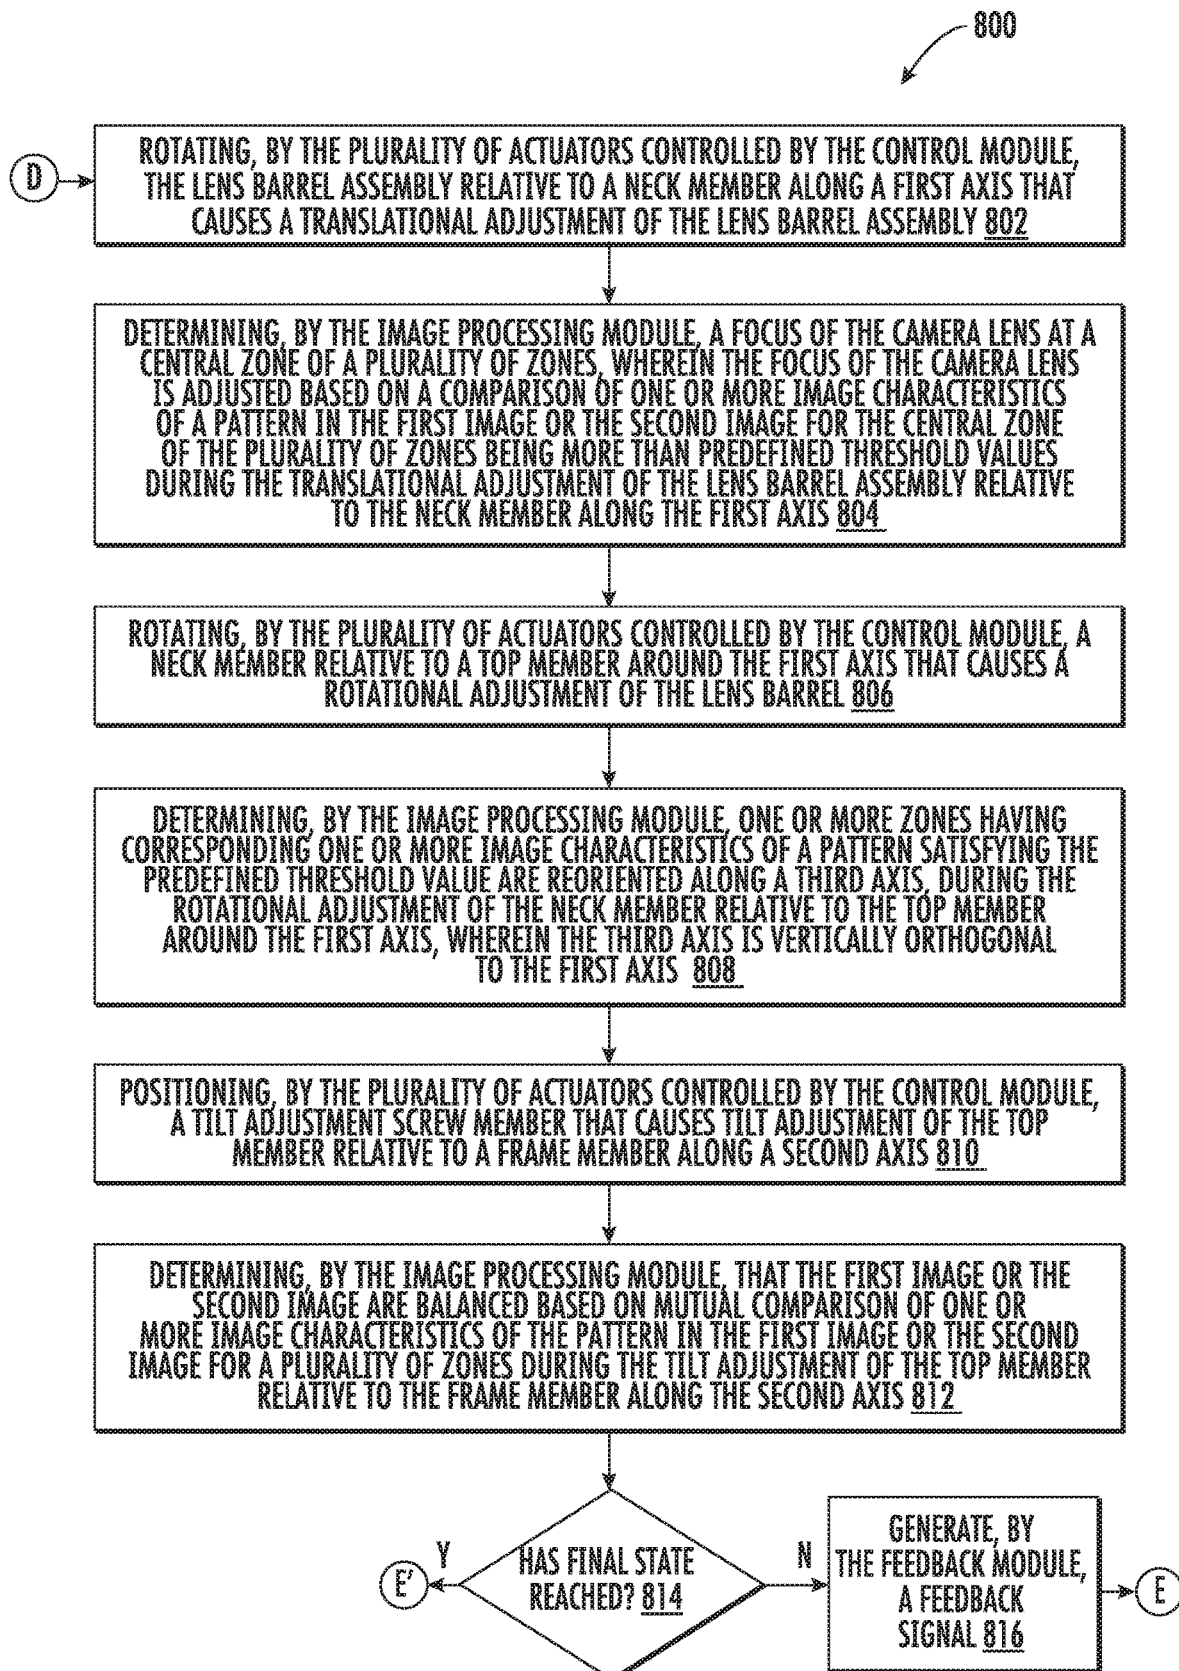 800
D
ROTATING, BY THE PLURALITY OF ACTUATORS CONTROLLED BY THE CONTROL MODULE,
THE LENS BARREL ASSEMBLY RELATIVE TO A NECK MEMBER ALONG A FIRST AXIS THAT
CAUSES A TRANSLATIONAL ADJUSTMENT OF THE LENS BARREL ASSEMBLY 802
DETERMINING, BY THE IMAGE PROCESSING MODULE, A FOCUS OF THE CAMERA LENS AT A
CENTRAL ZONE OF A PLURALITY OF ZONES, WHEREIN THE FOCUS OF THE CAMERA LENS
IS ADJUSTED BASED ON A COMPARISON OF ONE OR MORE IMAGE CHARACTERISTICS
OF A PATTERN IN THE FIRST IMAGE OR THE SECOND IMAGE FOR THE CENTRAL ZONE
OF THE PLURALITY OF ZONES BEING MORE THAN PREDEFINED THRESHOLD VALUES
DURING THE TRANSLATIONAL ADJUSTMENT OF THE LENS BARREL ASSEMBLY RELATIVE
TO THE NECK MEMBER ALONG THE FIRST AXIS 804
ROTATING, BY THE PLURALITY OF ACTUATORS CONTROLLED BY THE CONTROL MODULE, A
NECK MEMBER RELATIVE TO A TOP MEMBER AROUND THE FIRST AXIS THAT CAUSES A
ROTATIONAL ADJUSTMENT OF THE LENS BARREL 806
DETERMINING, BY THE IMAGE PROCESSING MODULE, ONE OR MORE ZONES HAVING
CORRESPONDING ONE OR MORE IMAGE CHARACTERISTICS OF A PATTERN SATISFYING THE
PREDEFINED THRESHOLD VALUE ARE REORIENTED ALONG A THIRD AXIS, DURING THE
ROTATIONAL ADJUSTMENT OF THE NECK MEMBER RELATIVE TO THE TOP MEMBER
AROUND THE FIRST AXIS, WHEREIN THE THIRD AXIS IS VERTICALLY ORTHOGONAL
TO THE FIRST AXIS 808
POSITIONING, BY THE PLURALITY OF ACTUATORS CONTROLLED BY THE CONTROL MODULE,
A TILT ADJUSTMENT SCREW MEMBER THAT CAUSES TILT ADJUSTMENT OF THE TOP
MEMBER RELATIVE TO A FRAME MEMBER ALONG A SECOND AXIS 810
DETERMINING, BY THE IMAGE PROCESSING MODULE, THAT THE FIRST IMAGE OR THE
SECOND IMAGE ARE BALANCED BASED ON MUTUAL COMPARISON OF ONE OR
MORE IMAGE CHARACTERISTICS OF THE PATTERN IN THE FIRST IMAGE OR THE SECOND
IMAGE FOR A PLURALITY OF ZONES DURING THE TILT ADJUSTMENT OF THE TOP MEMBER
RELATIVE TO THE FRAME MEMBER ALONG THE SECOND AXIS 812
E'
Y
HAS FINAL STATE
REACHED? 814
N
GENERATE, BY
THE FEEDBACK MODULE,
A FEEDBACK
SIGNAL 816
E